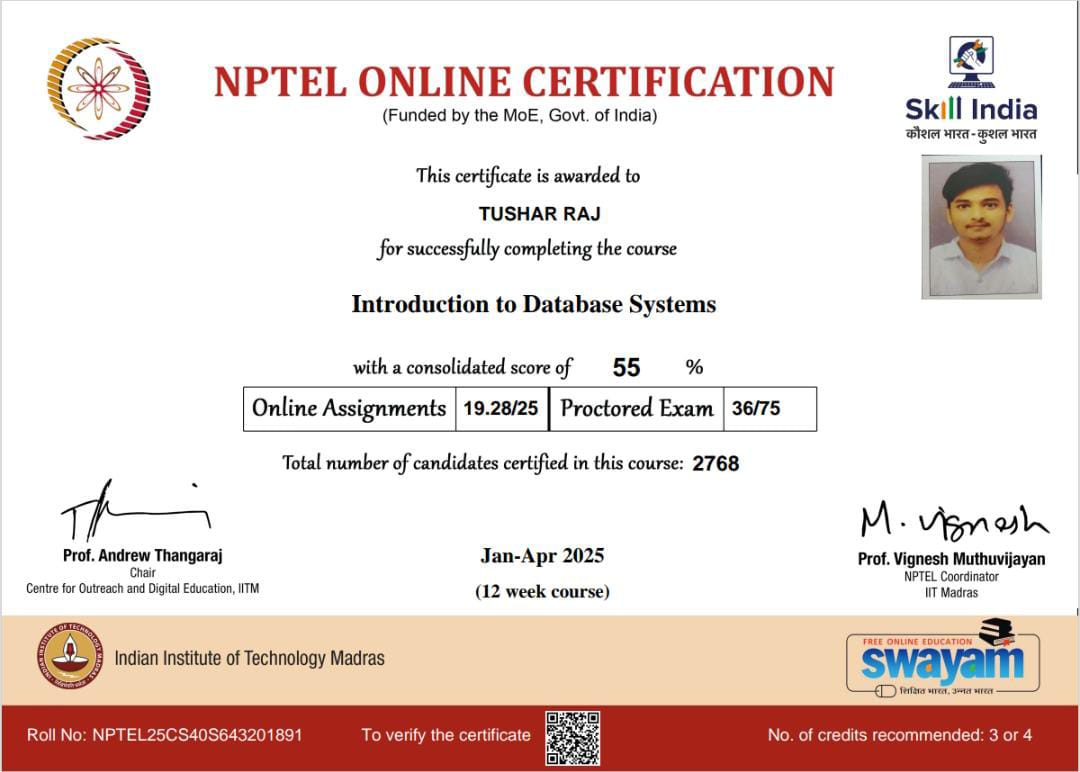 NPTEL ONLINE CERTIFICATION
(Funded by the MoE, Govt. of India)
Skill India
कौशल भारत - कुशल भारत
This certificate is awarded to
TUSHAR RAJ
for successfully completing the course
Introduction to Database Systems
with a consolidated score of 55 %
Online Assignments 19.28/25 Proctored Exam 36/75
Total number of candidates certified in this course: 2768
M. Vignesh
Prof. Andrew Thangaraj
Chair
Centre for Outreach and Digital Education, IITM
Jan-Apr 2025
(12 week course)
Prof. Vignesh Muthuvijayan
NPTEL Coordinator
IIT Madras
INDIAN INSTITUTE OF TECHNOLOGY MADRAS
Indian Institute of Technology Madras
FREE ONLINE EDUCATION
swayam
शिक्षित भारत, उन्नत भारत
Roll No: NPTEL25CS40S643201891
To verify the certificate
No. of credits recommended: 3 or 4